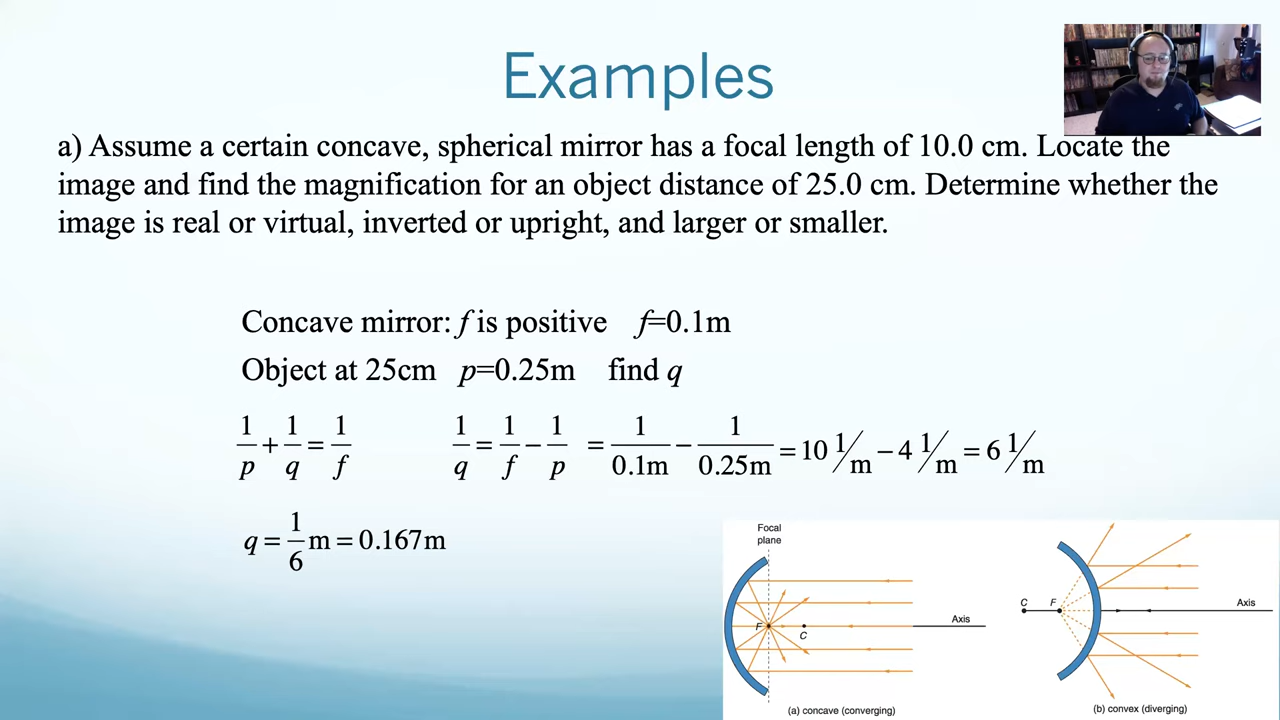 Examples
a) Assume a certain concave, spherical mirror has a focal length of 10.0 cm. Locate the
image and find the magnification for an object distance of 25.0 cm. Determine whether the
image is real or virtual, inverted or upright, and larger or smaller.
Concave mirror: f is positive f=0.1m
Object at 25cm p=0.25m find q
1/p + 1/q = 1/f 1/q = 1/f − 1/p = 1/0.1m − 1/0.25m = 10 1/m − 4 1/m = 6 1/m
q = 1/6 m = 0.167m
Focal
plane
F
C
Axis
(a) concave (converging)
C F
Axis
(b) convex (diverging)